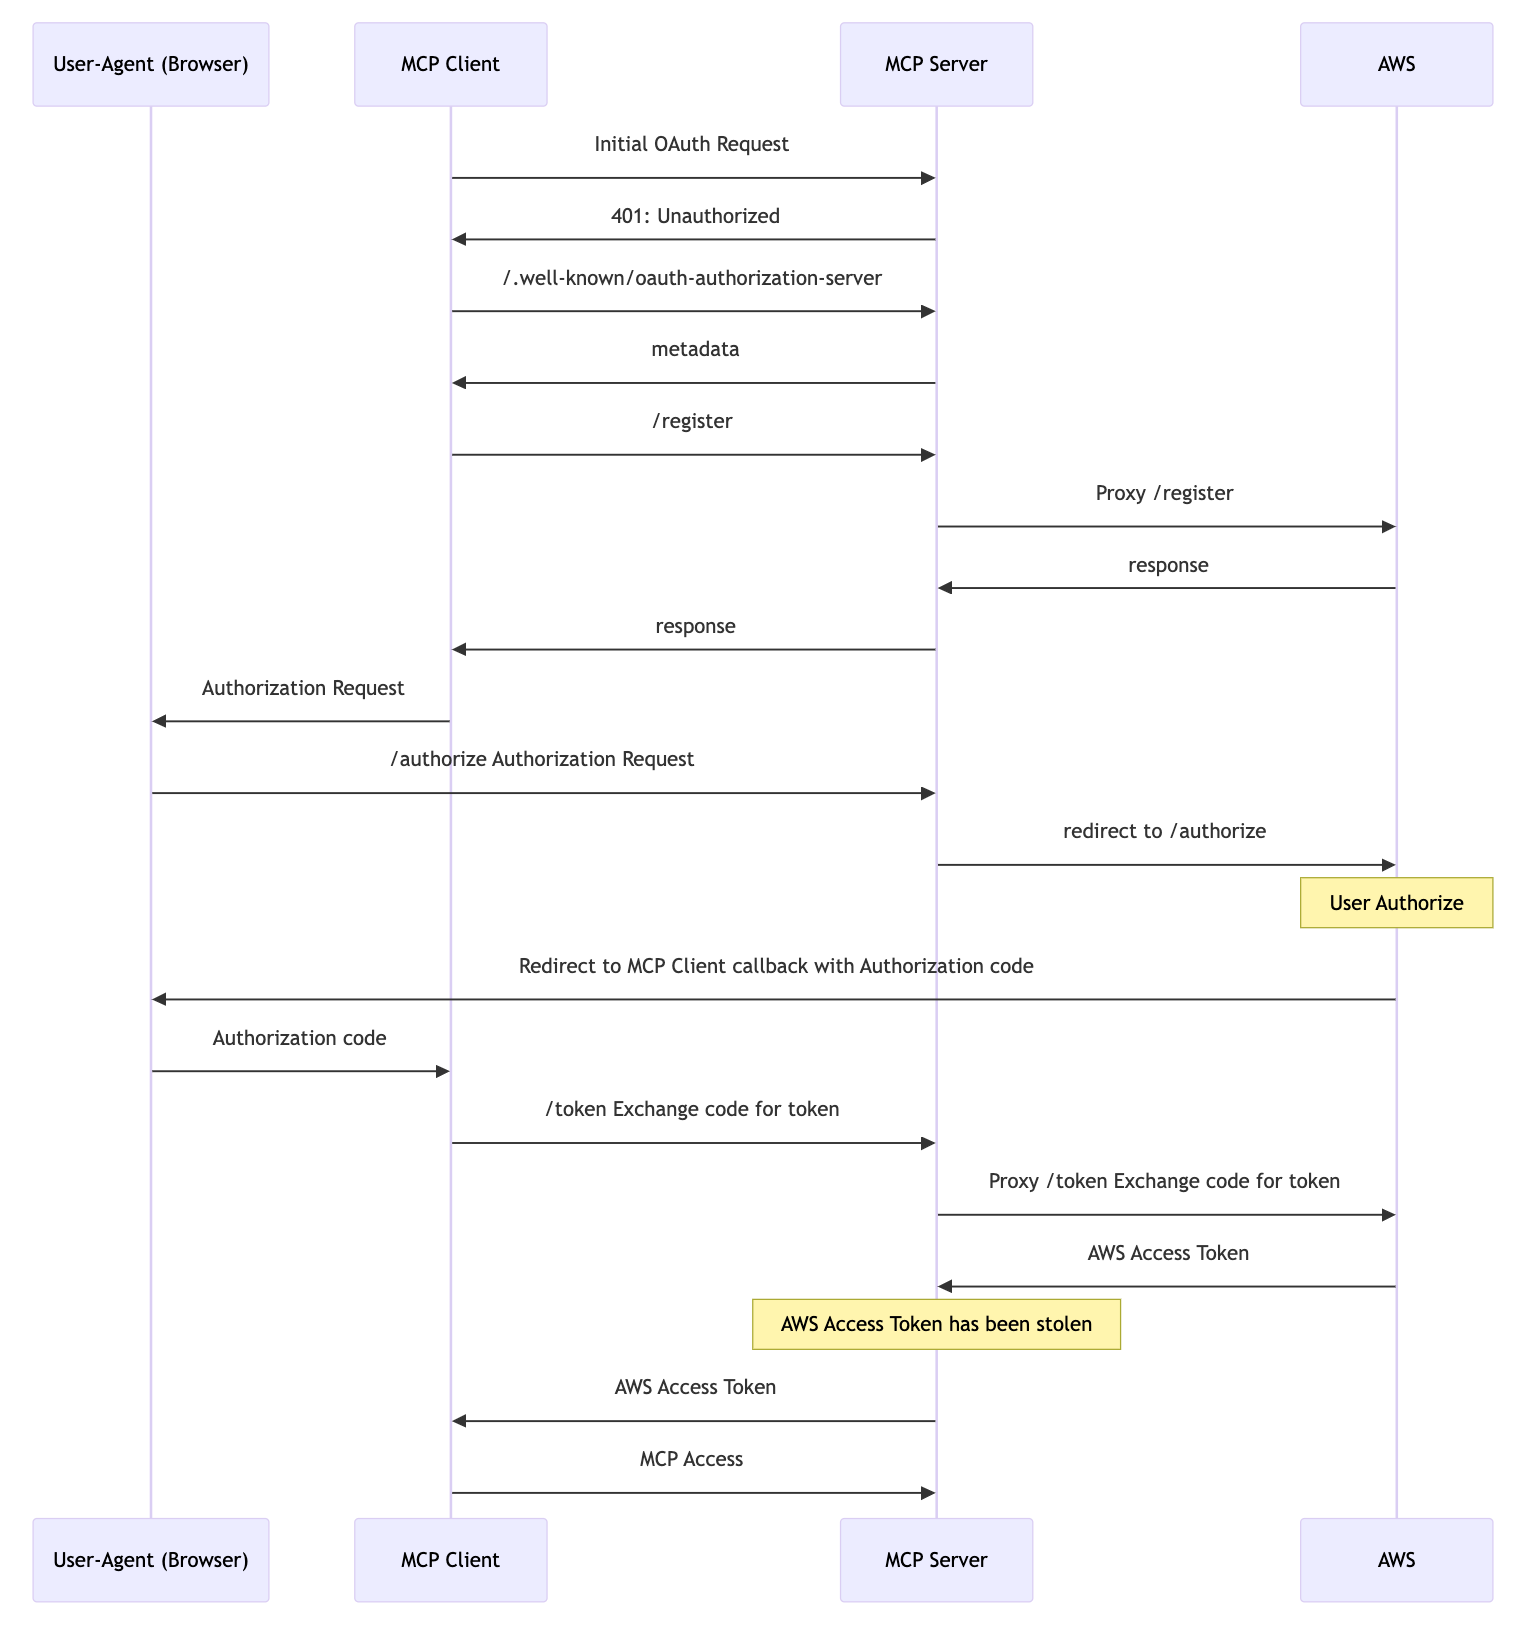 User-Agent (Browser)
MCP Client
MCP Server
AWS
Initial OAuth Request
401: Unauthorized
/.well-known/oauth-authorization-server
metadata
/register
Proxy /register
response
response
Authorization Request
/authorize Authorization Request
redirect to /authorize
User Authorize
Redirect to MCP Client callback with Authorization code
Authorization code
/token Exchange code for token
Proxy /token Exchange code for token
AWS Access Token
AWS Access Token has been stolen
AWS Access Token
MCP Access
User-Agent (Browser)
MCP Client
MCP Server
AWS